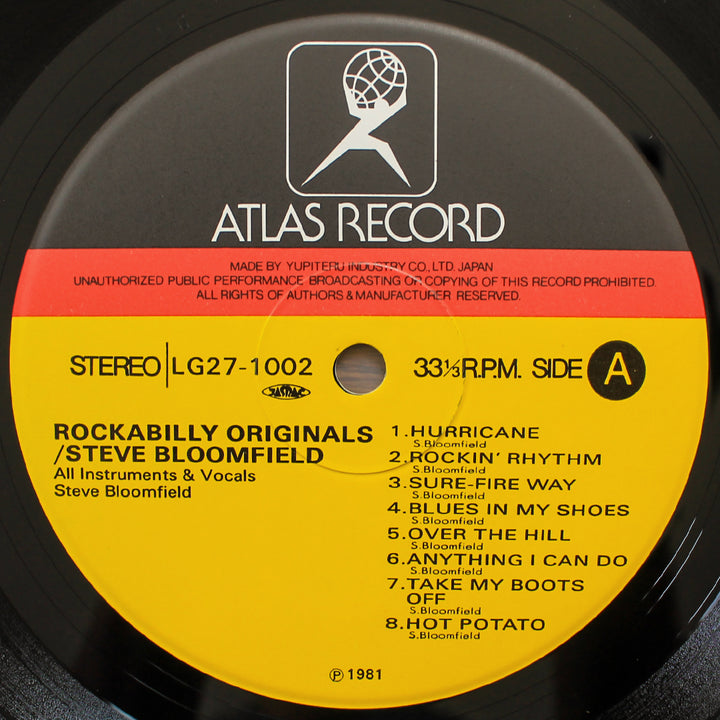 ATLAS RECORD
MADE BY YUPITERU INDUSTRY CO., LTD. JAPAN
UNAUTHORIZED PUBLIC PERFORMANCE BROADCASTING OR COPYING OF THIS RECORD PROHIBITED.
ALL RIGHTS OF AUTHORS & MANUFACTURER RESERVED.
STEREO LG27-1002
33 1/3 R.P.M. SIDE A
JASRAC
ROCKABILLY ORIGINALS
/STEVE BLOOMFIELD
All Instruments & Vocals
Steve Bloomfield
1.HURRICANE
S.Bloomfield
2.ROCKIN' RHYTHM
S.Bloomfield
3.SURE-FIRE WAY
S.Bloomfield
4.BLUES IN MY SHOES
S.Bloomfield
5.OVER THE HILL
S.Bloomfield
6.ANYTHING I CAN DO
S.Bloomfield
7.TAKE MY BOOTS
OFF
S.Bloomfield
8.HOT POTATO
S.Bloomfield
℗ 1981